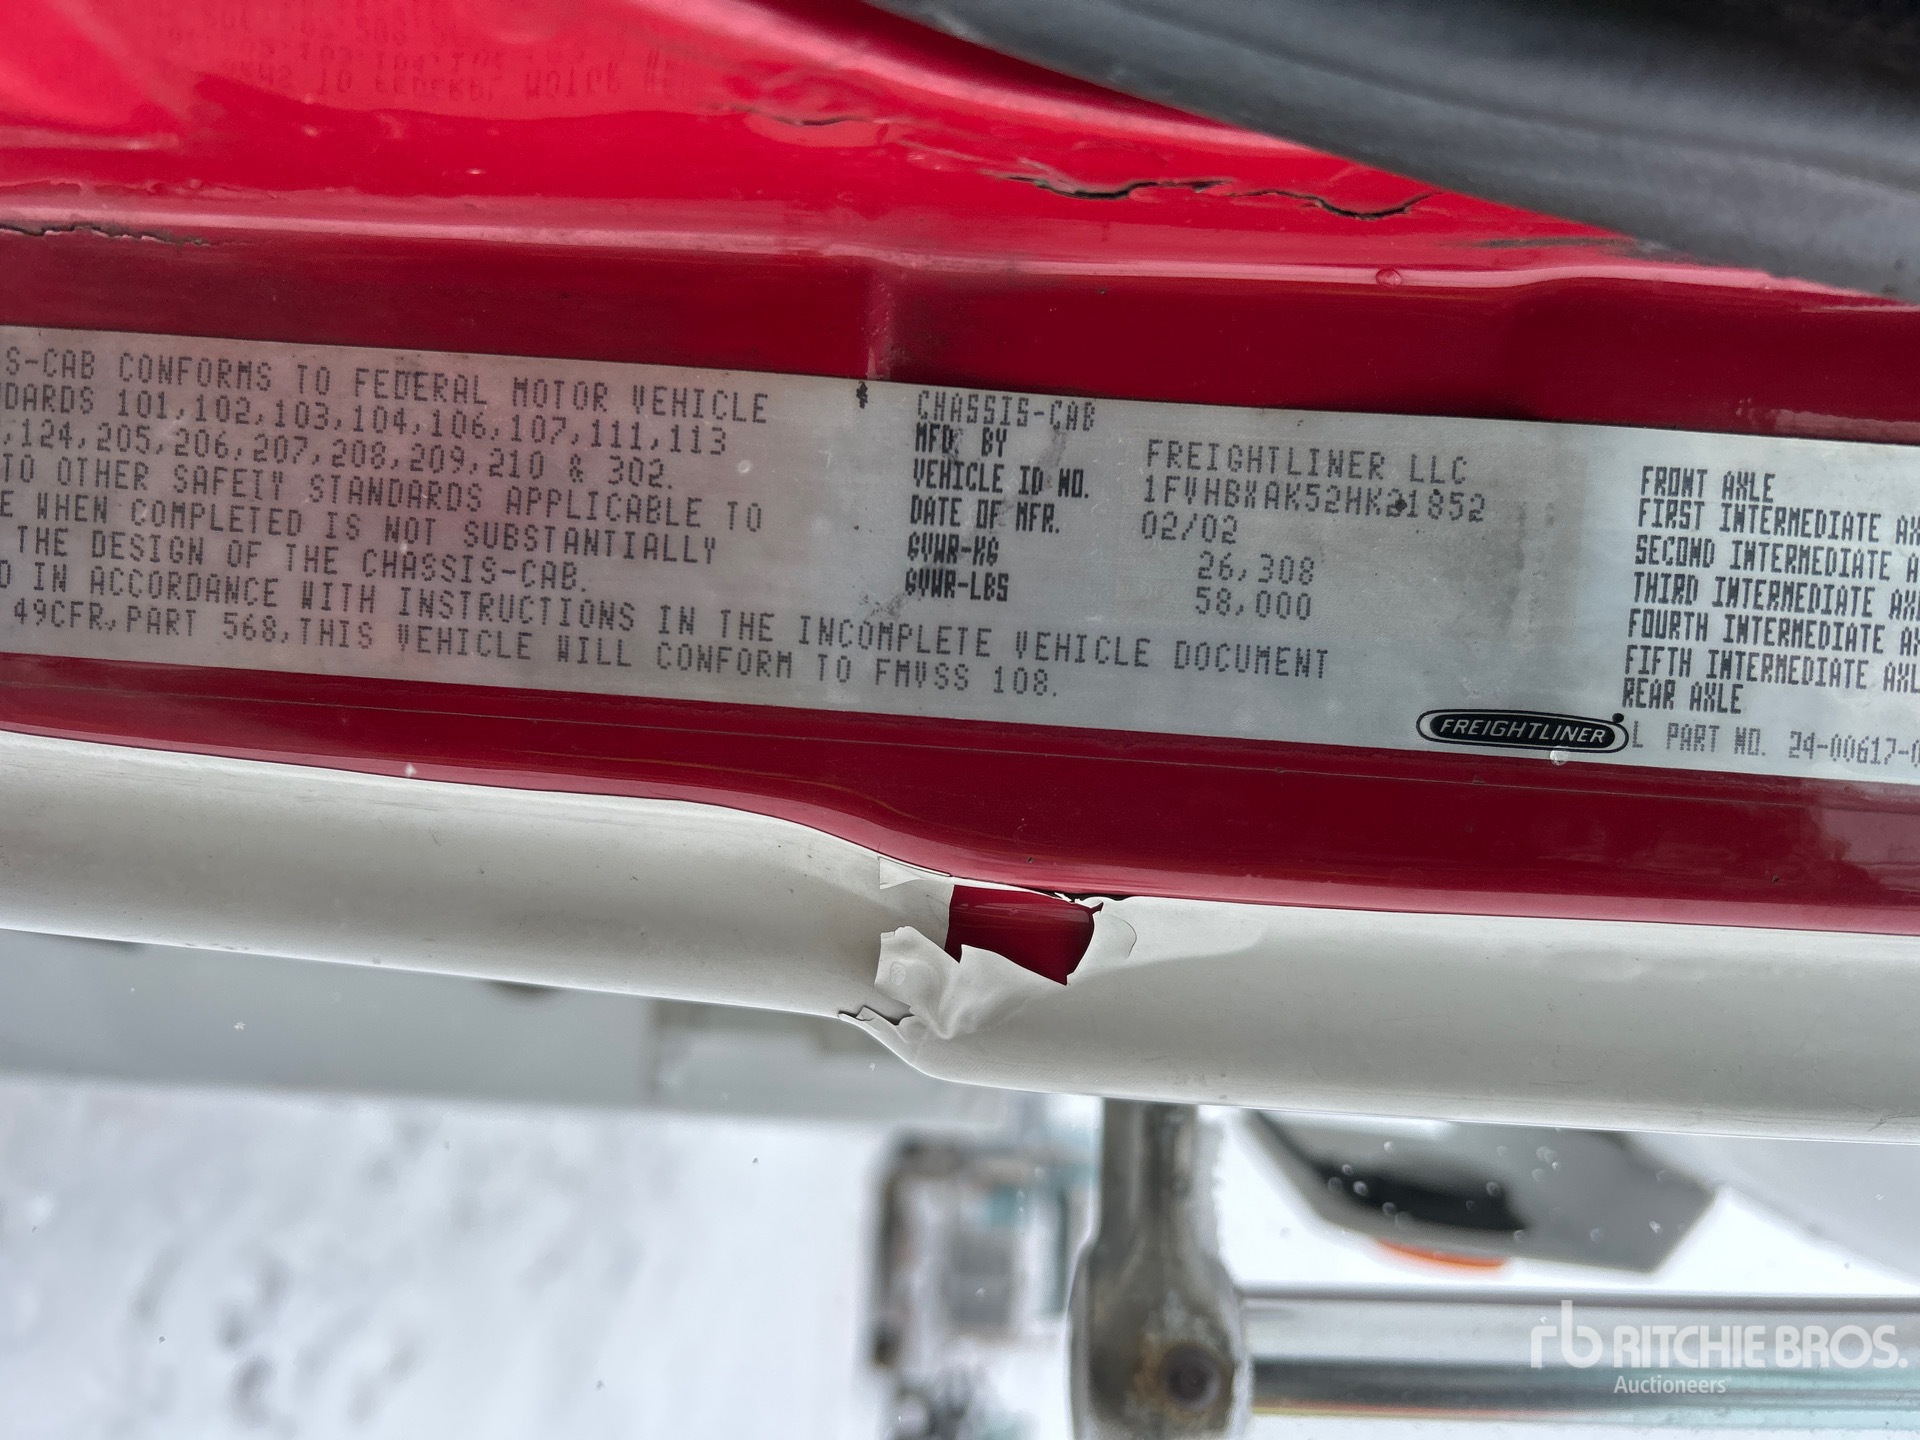 S-CAB CONFORMS TO FEDERAL MOTOR VEHICLE
DARDS 101,102,103,104,106,107,111,113
,124,205,206,207,208,209,210 & 302.
TO OTHER SAFETY STANDARDS APPLICABLE TO
E WHEN COMPLETED IS NOT SUBSTANTIALLY
THE DESIGN OF THE CHASSIS-CAB.
D IN ACCORDANCE WITH INSTRUCTIONS IN THE INCOMPLETE VEHICLE DOCUMENT
49CFR,PART 568,THIS VEHICLE WILL CONFORM TO FMVSS 108.
CHASSIS-CAB
MFD BY FREIGHTLINER LLC
VEHICLE ID NO. 1FVHBXAK52HK21852
DATE OF MFR. 02/02
GVWR-KG 26,308
GVWR-LBS 58,000
FREIGHTLINER
FRONT AXLE
FIRST INTERMEDIATE AX
SECOND INTERMEDIATE A
THIRD INTERMEDIATE AX
FOURTH INTERMEDIATE AX
FIFTH INTERMEDIATE AXL
REAR AXLE
L PART NO. 24-00617-0
rb RITCHIE BROS.
Auctioneers